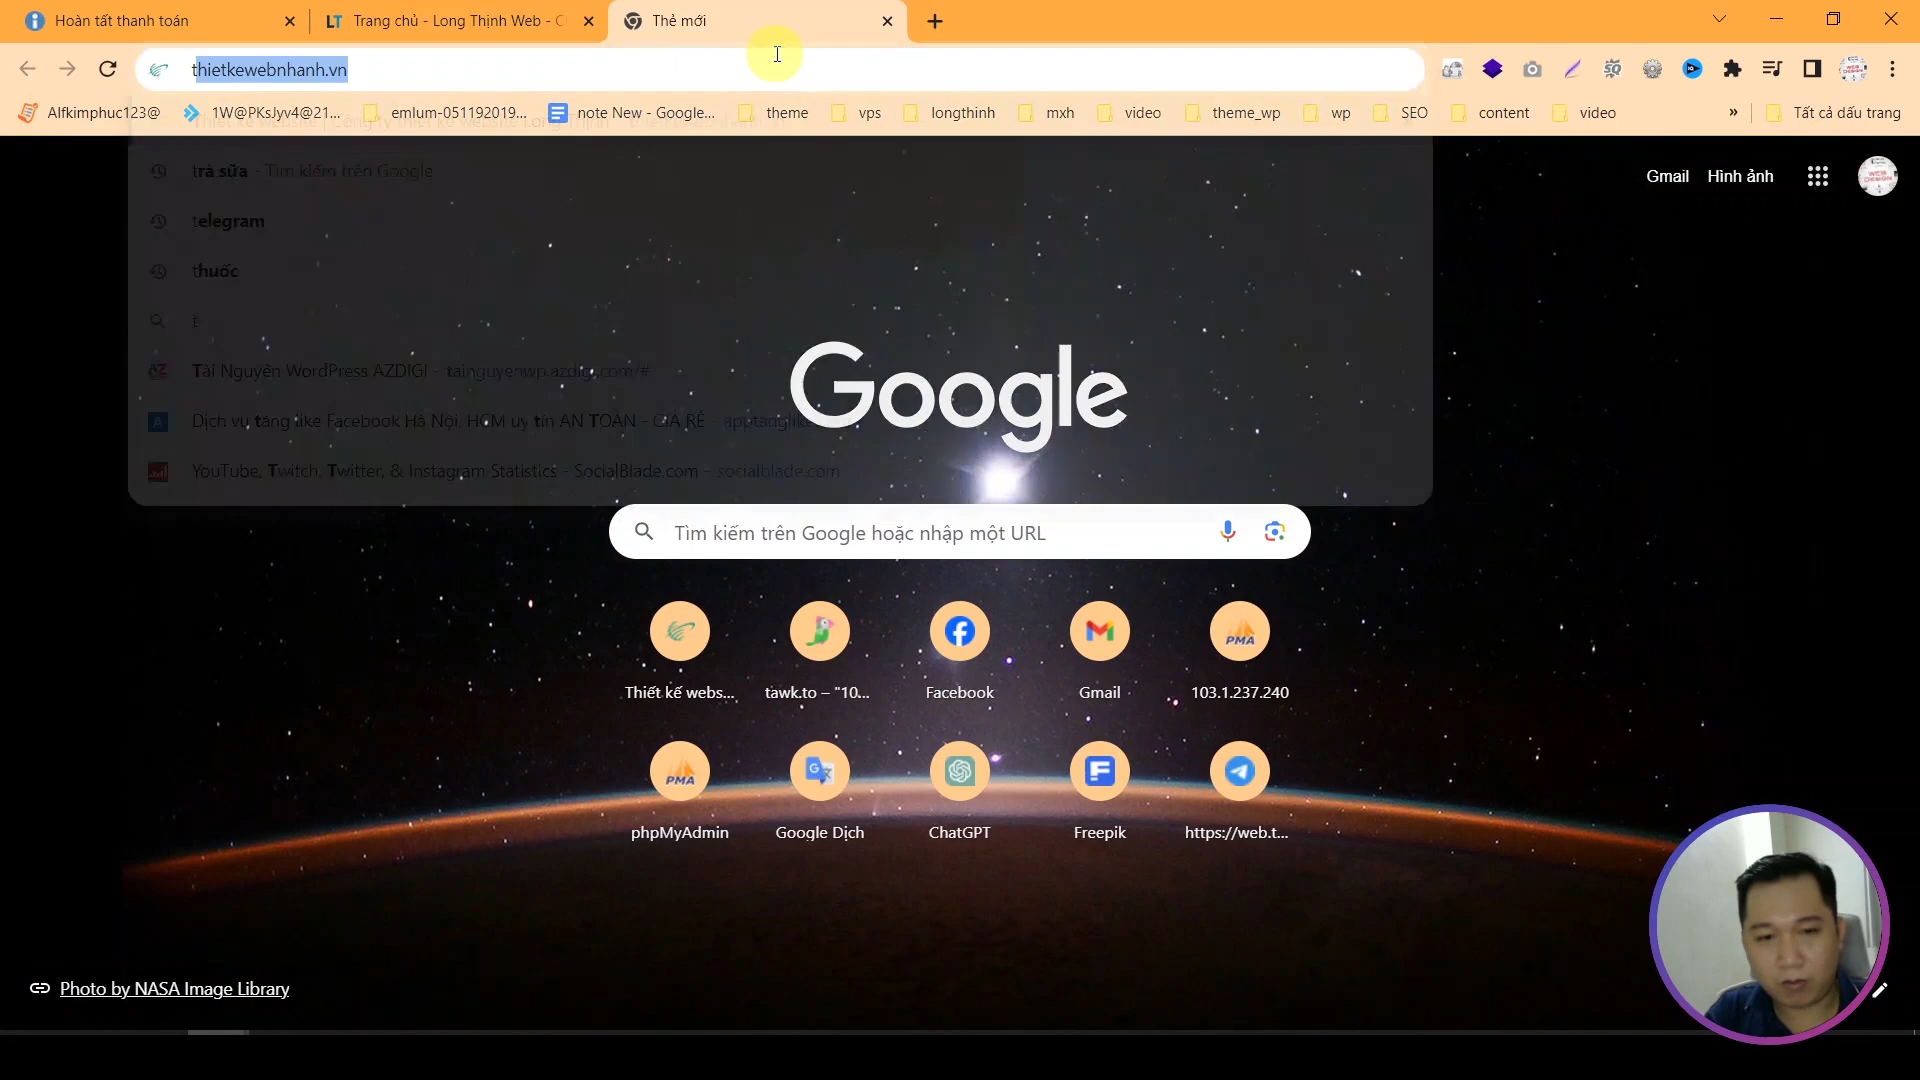 Hoàn tất thanh toán
LT Trang chủ - Long Thịnh Web - C
Thẻ mới
thietkewebnhanh.vn
Alfkimphuc123@
1W@PKsJyv4@21...
emlum-051192019...
note New - Google...
theme
vps
longthinh
mxh
video
theme_wp
wp
SEO
content
video
»
Tất cả dấu trang
trà sữa - Tìm kiếm trên Google
telegram
thuốc
t
Tài Nguyên WordPress AZDIGI - tainguyenwp.azdigi.com/#
Dịch vụ tăng like Facebook Hà Nội, HCM uy tín AN TOÀN - GIÁ RẺ - apptanglike
YouTube, Twitch, Twitter, & Instagram Statistics - SocialBlade.com - socialblade.com
Gmail
Hình ảnh
Google
Tìm kiếm trên Google hoặc nhập một URL
Thiết kế webs...
tawk.to – "10...
Facebook
Gmail
103.1.237.240
phpMyAdmin
Google Dịch
ChatGPT
Freepik
https://web.t...
Photo by NASA Image Library